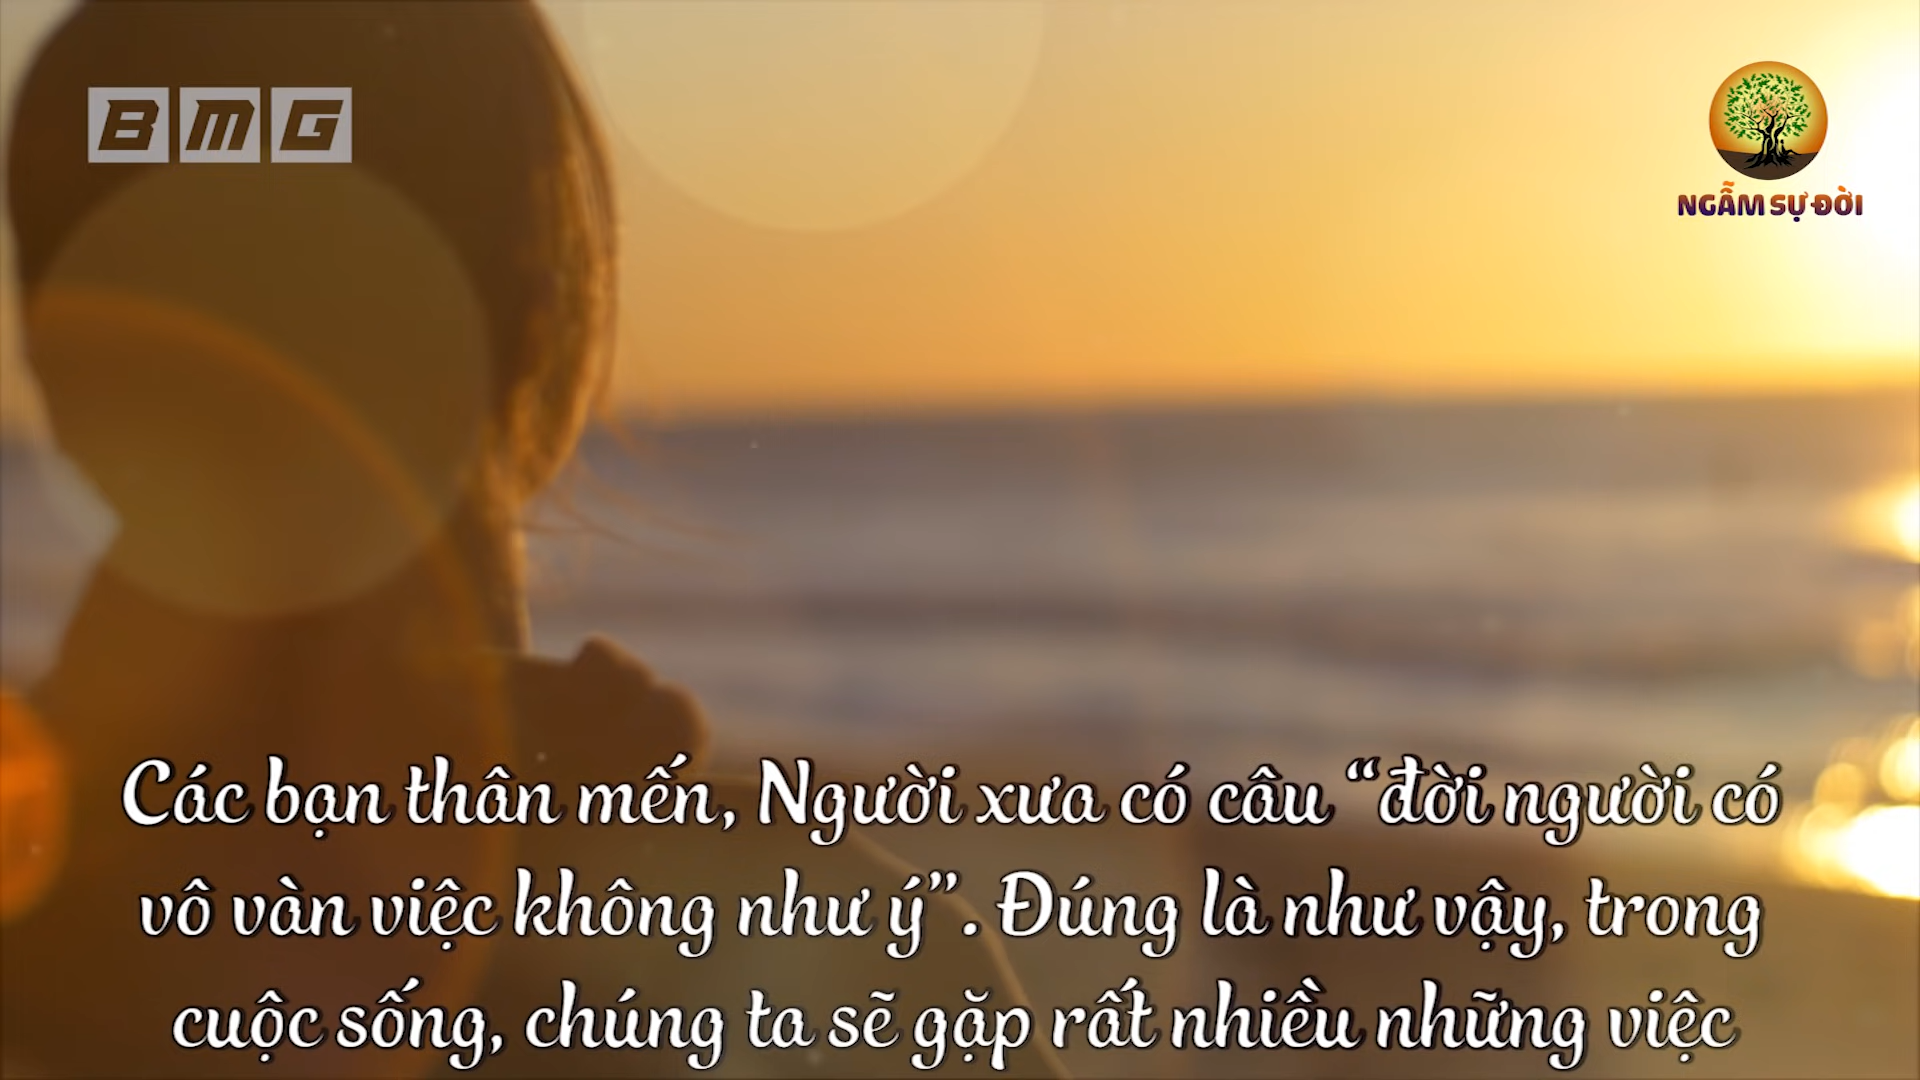 BMG
NGẪM SỰ ĐỜI
Các bạn thân mến, Người xưa có câu “đời người có
vô vàn việc không như ý”. Đúng là như vậy, trong
cuộc sống, chúng ta sẽ gặp rất nhiều những việc